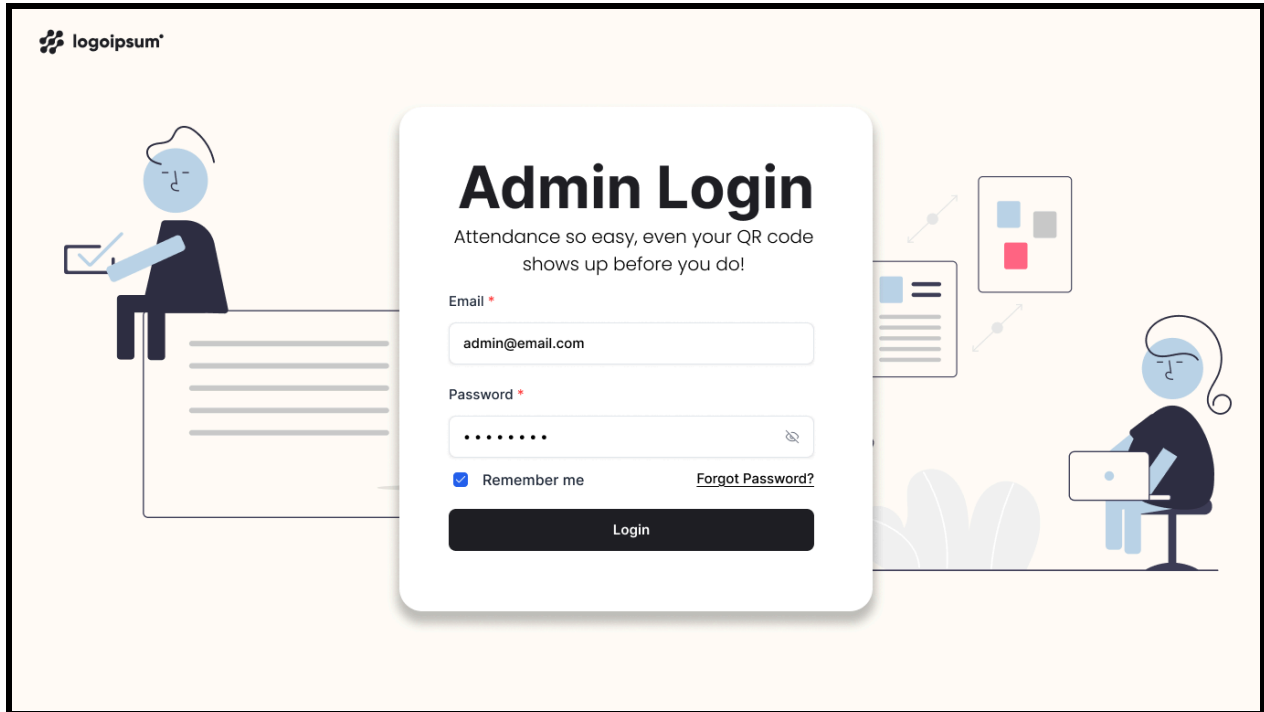 logoipsum
Admin Login
Attendance so easy, even your QR code
shows up before you do!
Email *
admin@email.com
Password *
••••••••
Remember me
Forgot Password?
Login